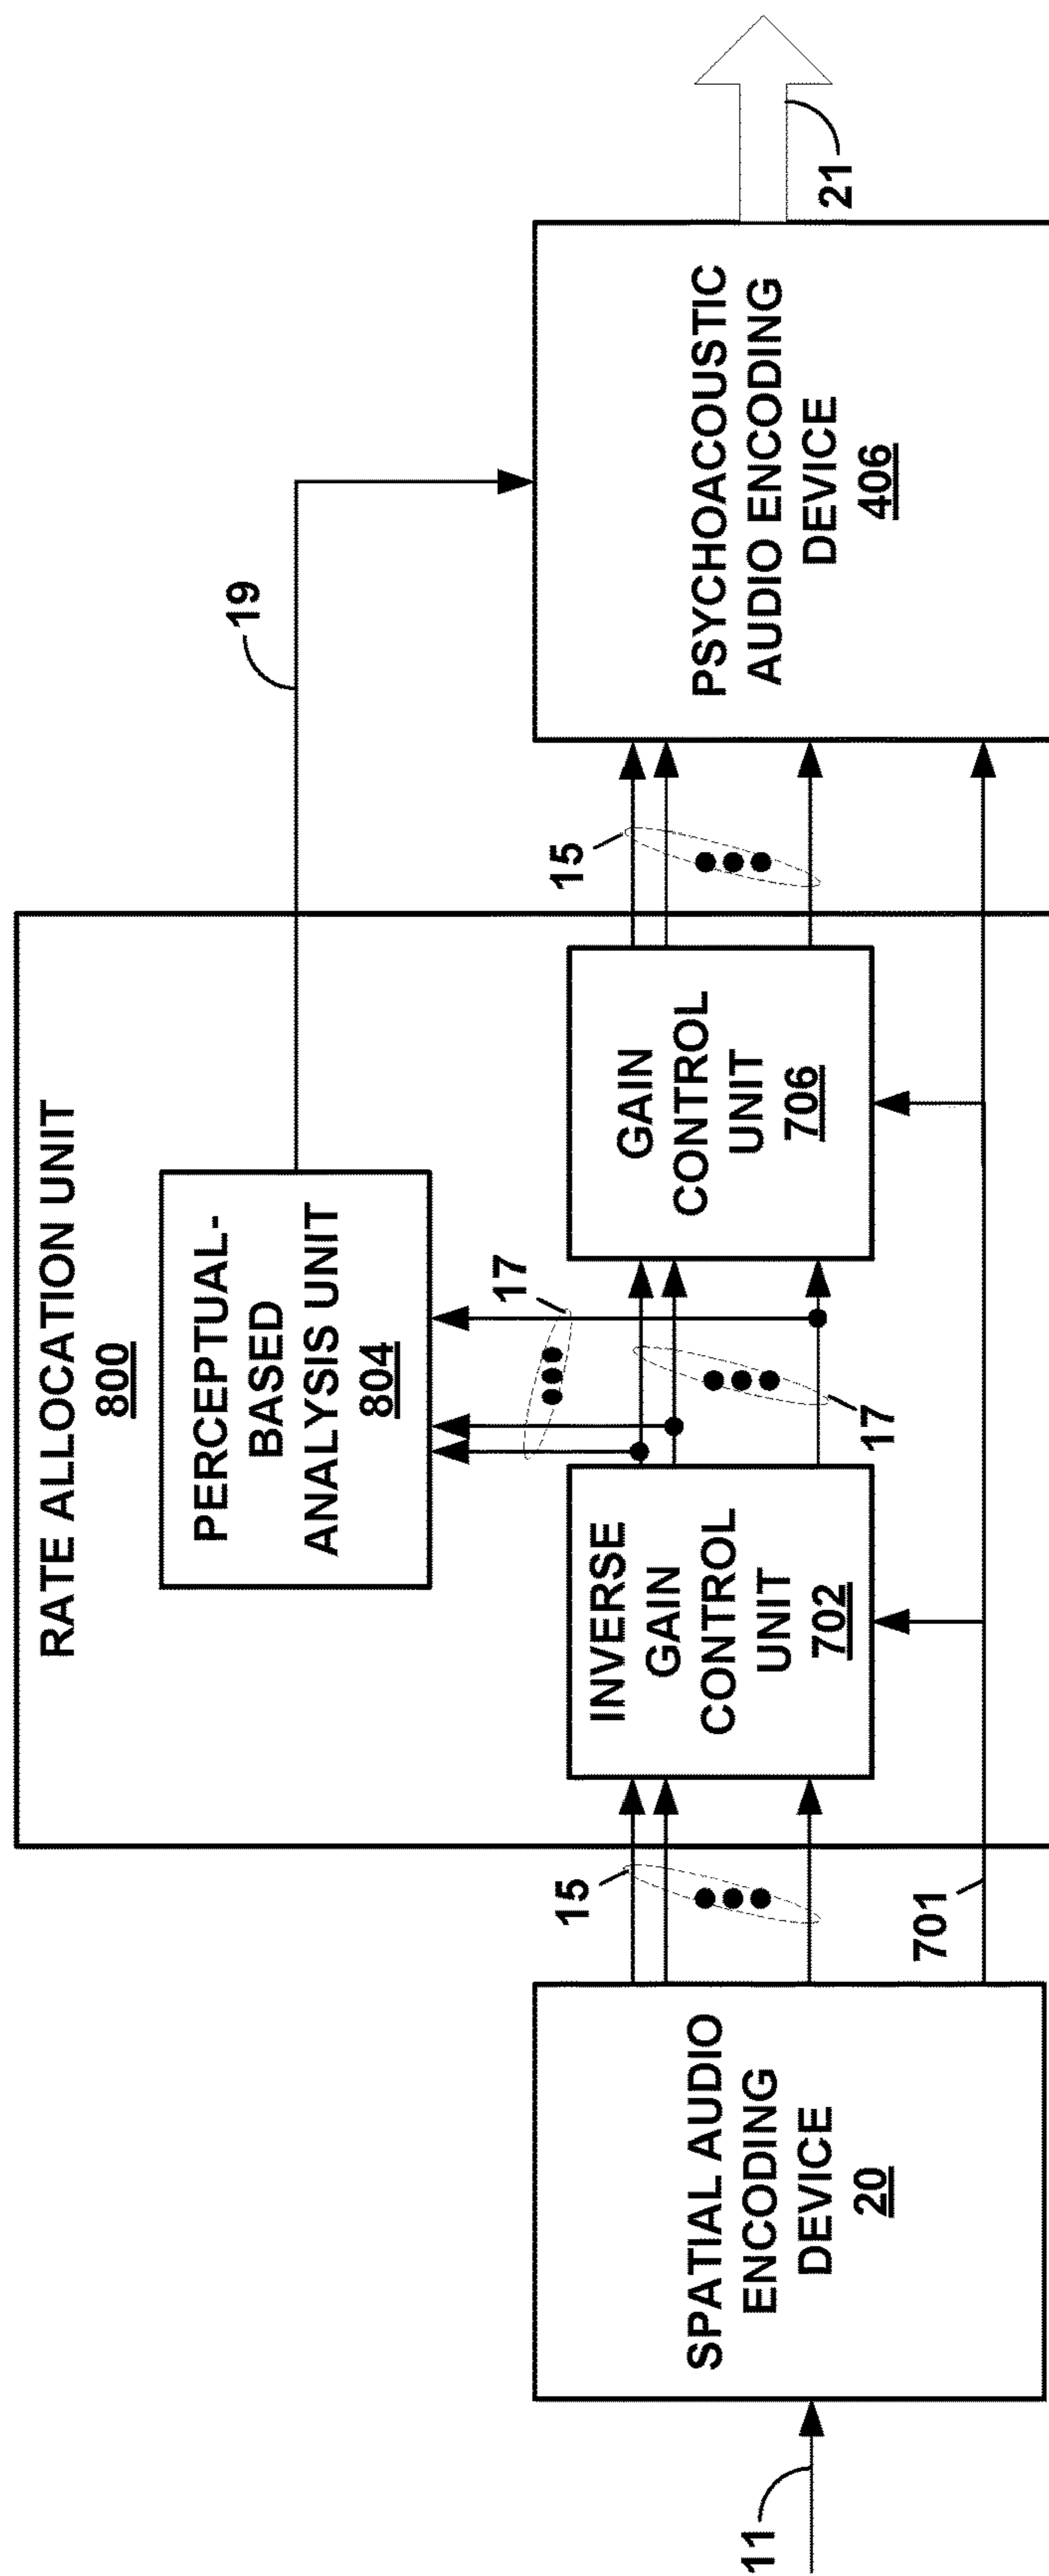 RATE ALLOCATION UNIT
800
PERCEPTUAL-
BASED
ANALYSIS UNIT
804
19
17
15
INVERSE
GAIN
CONTROL
UNIT
702
17
GAIN
CONTROL
UNIT
706
15
701
11
SPATIAL AUDIO
ENCODING
DEVICE
20
PSYCHOACOUSTIC
AUDIO ENCODING
DEVICE
406
21